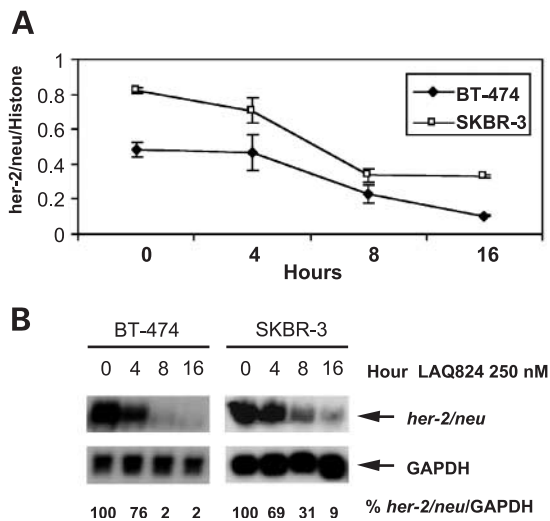 A
her-2/neu/Histone
1
0.8
0.6
0.4
0.2
0
BT-474
SKBR-3
0 4 8 16
Hours
B
BT-474 SKBR-3
0 4 8 16 0 4 8 16 Hour LAQ824 250 nM
her-2/neu
GAPDH
100 76 2 2 100 69 31 9 % her-2/neu/GAPDH